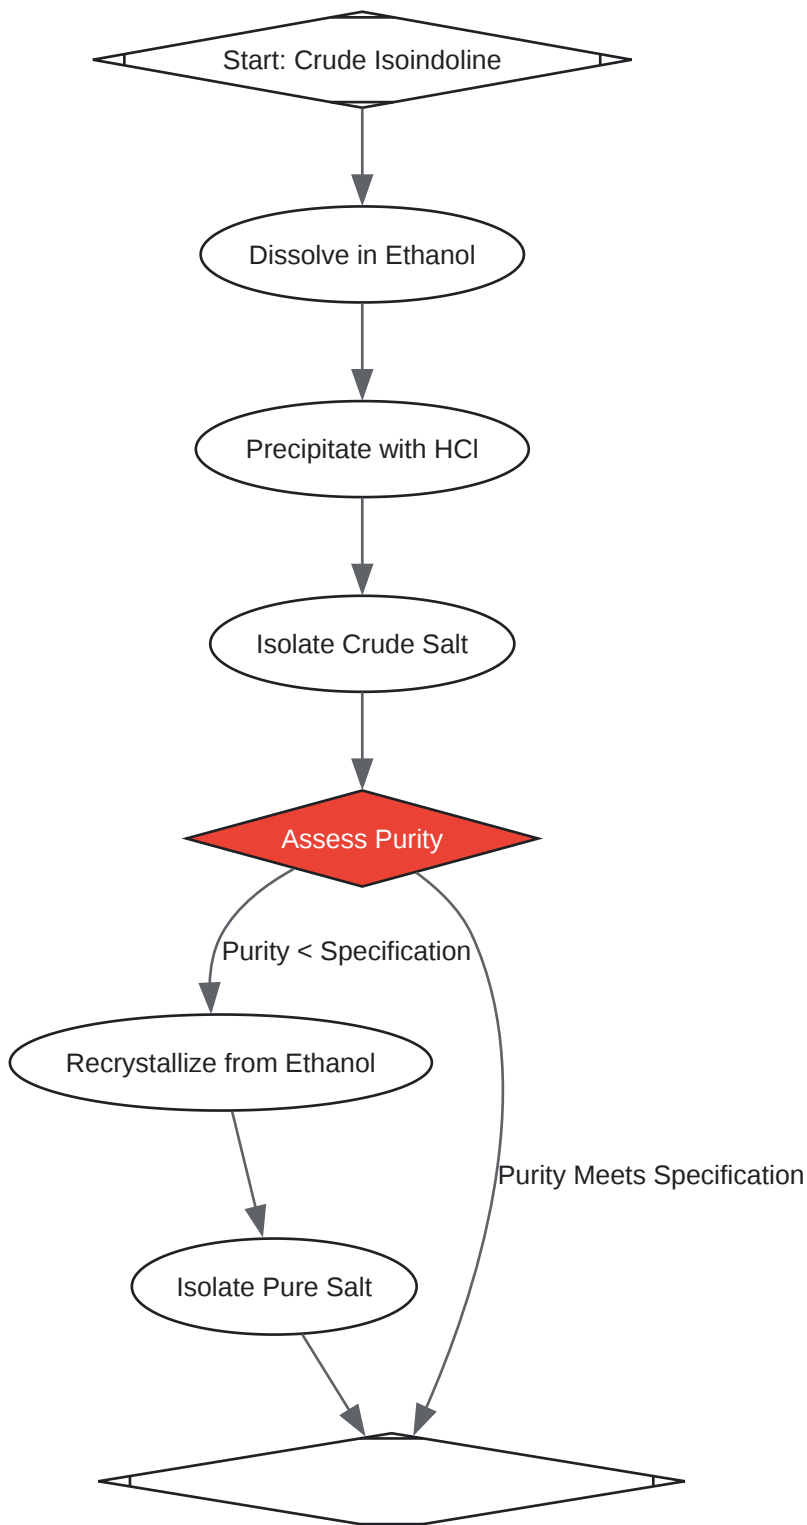 Start: Crude Isoindoline
Dissolve in Ethanol
Precipitate with HCl
Isolate Crude Salt
Assess Purity
Purity < Specification
Recrystallize from Ethanol
Purity Meets Specification
Isolate Pure Salt